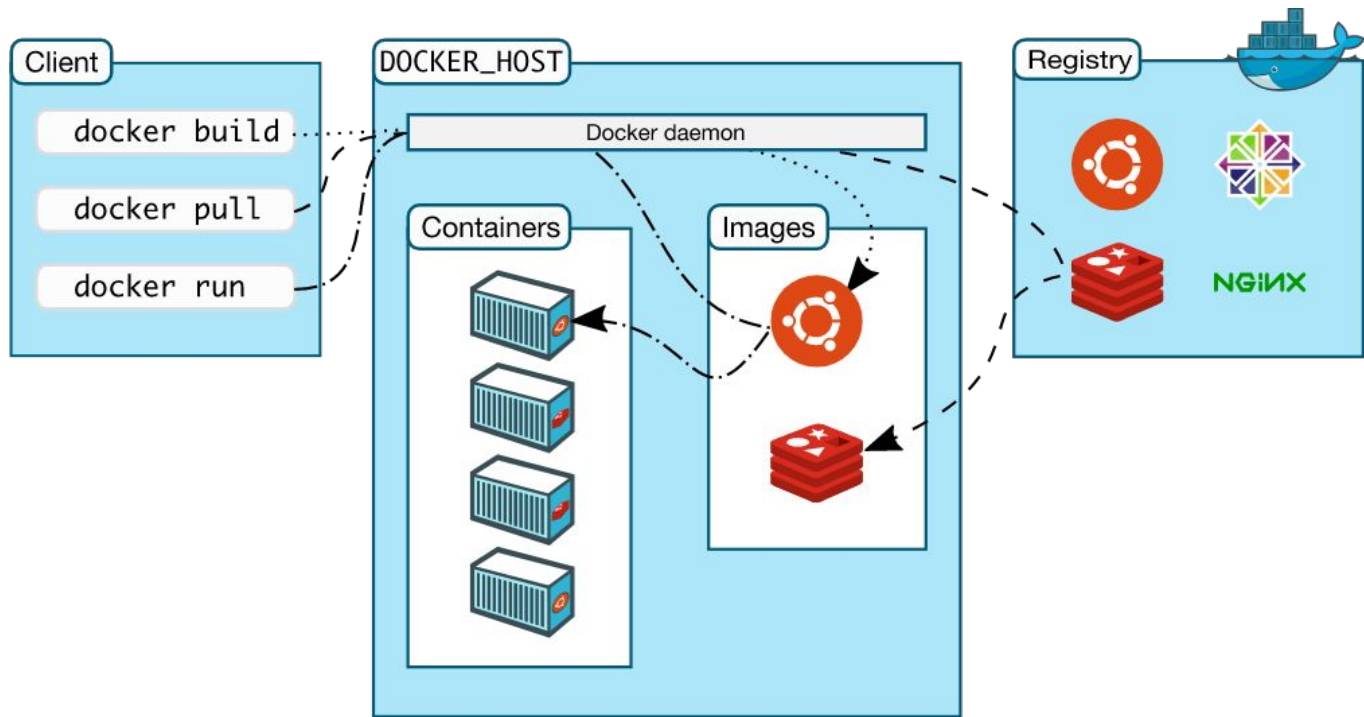 Client
docker build
docker pull
docker run
DOCKER_HOST
Docker daemon
Containers
Images
Registry
NGiNX